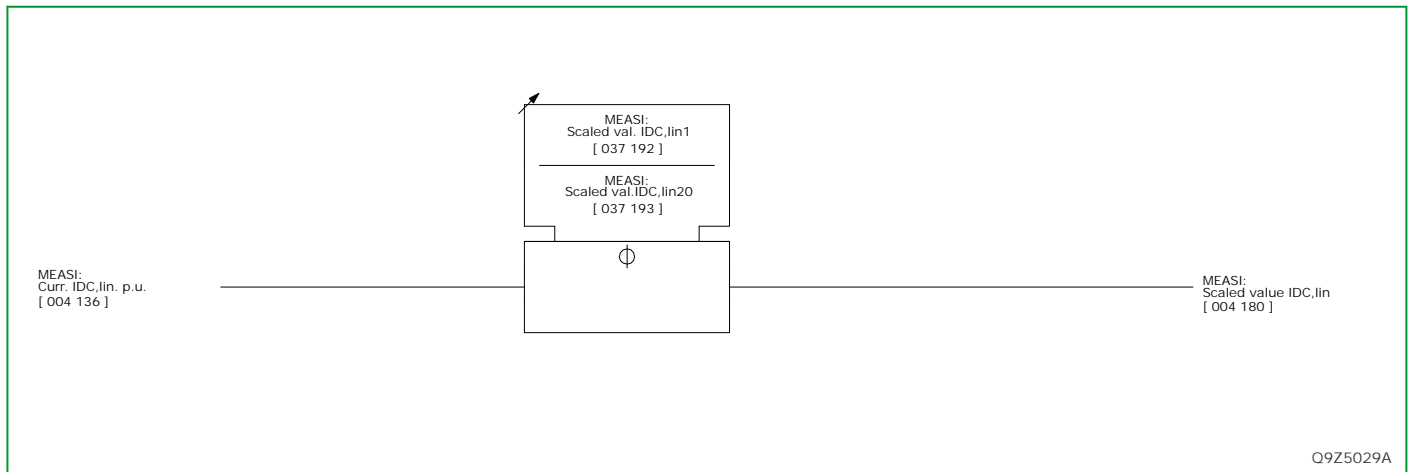 MEASI:
Scaled val. IDC,lin1
[ 037 192 ]
MEASI:
Scaled val.IDC,lin20
[ 037 193 ]
MEASI:
Curr. IDC,lin. p.u.
[ 004 136 ]
MEASI:
Scaled value IDC,lin
[ 004 180 ]
Q9Z5029A